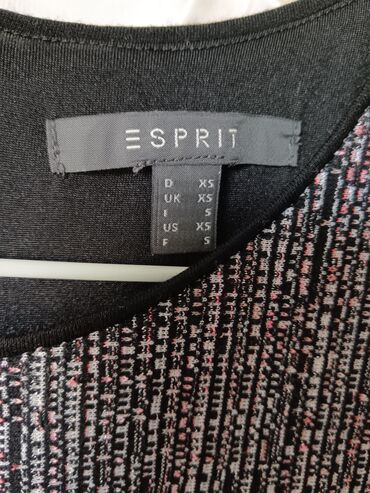 ESPRIT
D XS
UK XS
I S
US XS
F S